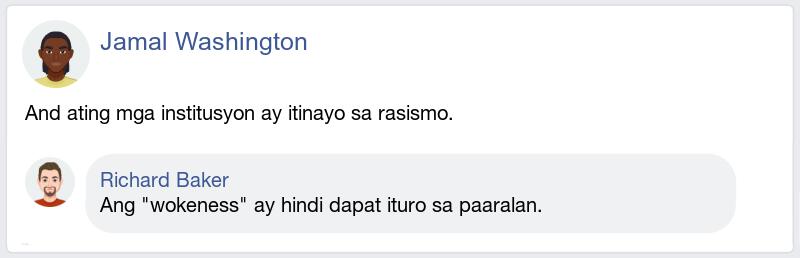 Jamal Washington
And ating mga institusyon ay itinayo sa rasismo.
Richard Baker
Ang "wokeness" ay hindi dapat ituro sa paaralan.